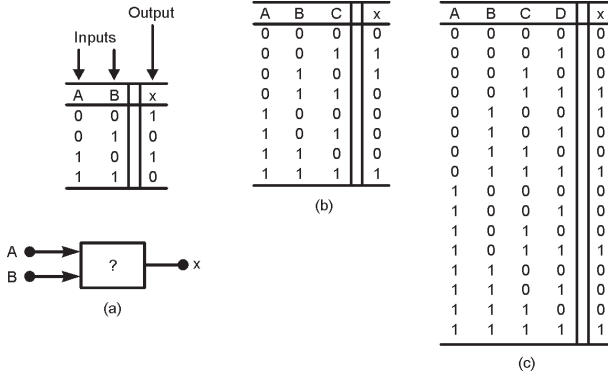 Output
Inputs
A B x
0 0 1
0 1 0
1 0 1
1 1 0
A
B
?
x
(a)
A B C x
0 0 0 0
0 0 1 1
0 1 0 1
0 1 1 0
1 0 0 0
1 0 1 0
1 1 0 0
1 1 1 1
(b)
A B C D x
0 0 0 0 0
0 0 0 1 0
0 0 1 0 0
0 0 1 1 1
0 1 0 0 1
0 1 0 1 0
0 1 1 0 0
0 1 1 1 1
1 0 0 0 0
1 0 0 1 0
1 0 1 0 0
1 0 1 1 1
1 1 0 0 0
1 1 0 1 0
1 1 1 0 0
1 1 1 1 1
(c)